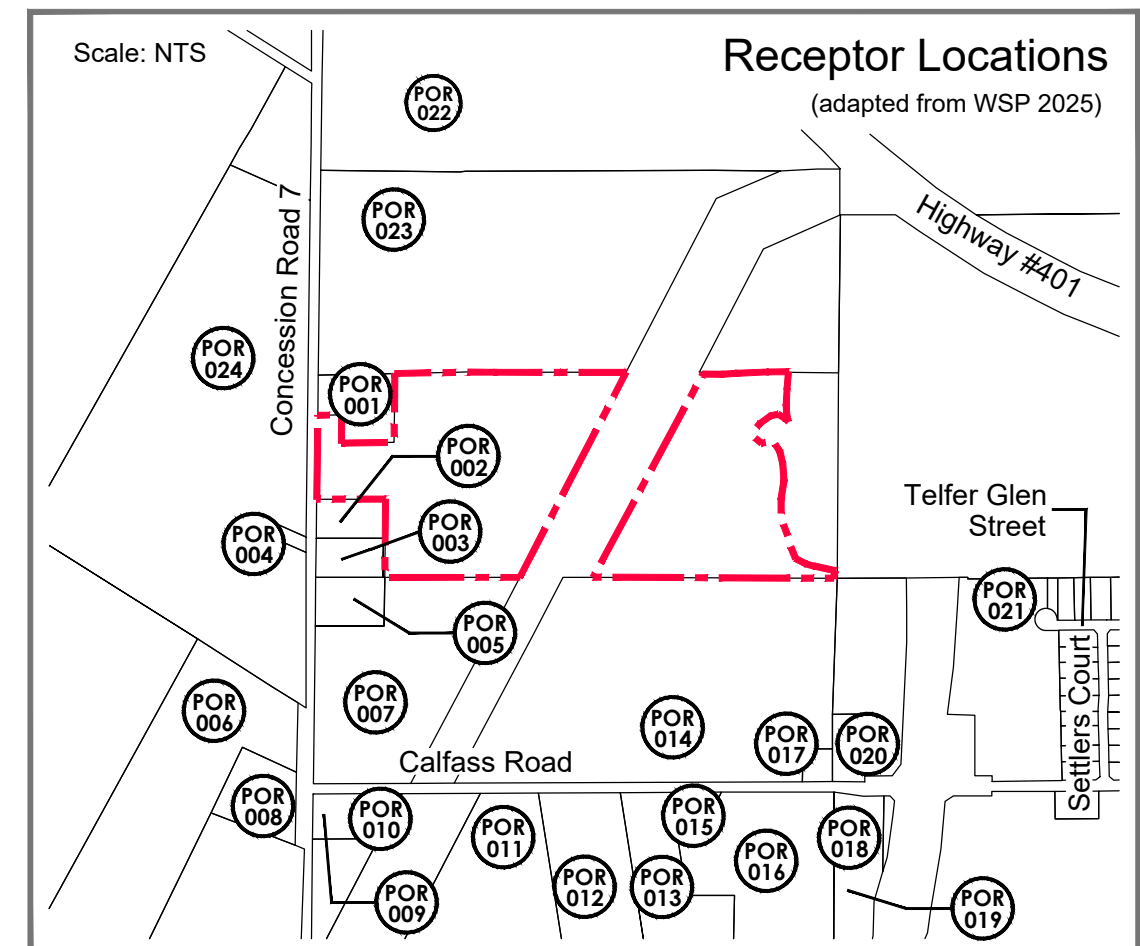 Scale: NTS
Receptor Locations
(adapted from WSP 2025)
POR
022
Concession Road 7
POR
023
Highway #401
POR
024
POR
001
POR
002
Telfer Glen
Street
POR
003
POR
004
POR
021
POR
005
Settlers Court
POR
006
POR
007
POR
014
POR
017
POR
020
Calfass Road
POR
008
POR
010
POR
011
POR
015
POR
018
POR
016
POR
012
POR
013
POR
009
POR
019